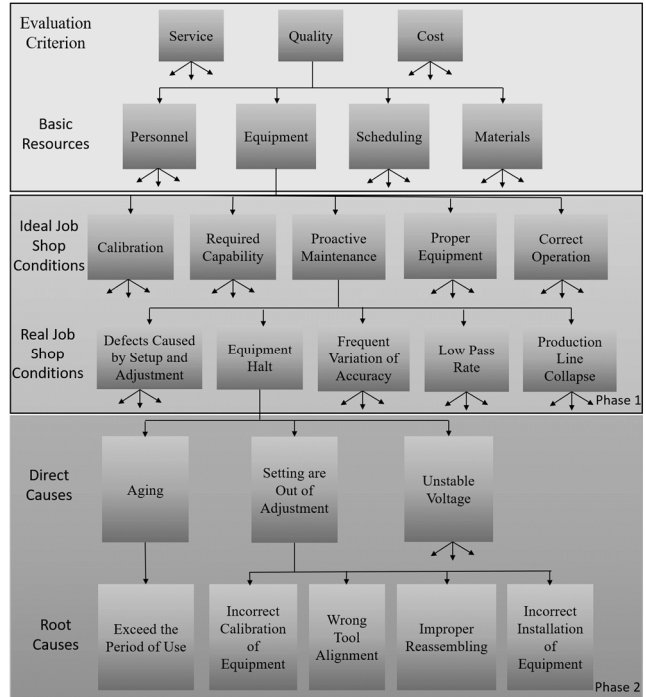 Evaluation
Criterion
Service
Quality
Cost
Basic
Resources
Personnel
Equipment
Scheduling
Materials
Ideal Job
Shop
Conditions
Calibration
Required
Capability
Proactive
Maintenance
Proper
Equipment
Correct
Operation
Real Job
Shop
Conditions
Defects Caused
by Setup and
Adjustment
Equipment
Halt
Frequent
Variation of
Accuracy
Low Pass
Rate
Production
Line
Collapse
Phase 1
Direct
Causes
Aging
Setting are
Out of
Adjustment
Unstable
Voltage
Root
Causes
Exceed the
Period of Use
Incorrect
Calibration
of
Equipment
Wrong
Tool
Alignment
Improper
Reassembling
Incorrect
Installation
of
Equipment
Phase 2